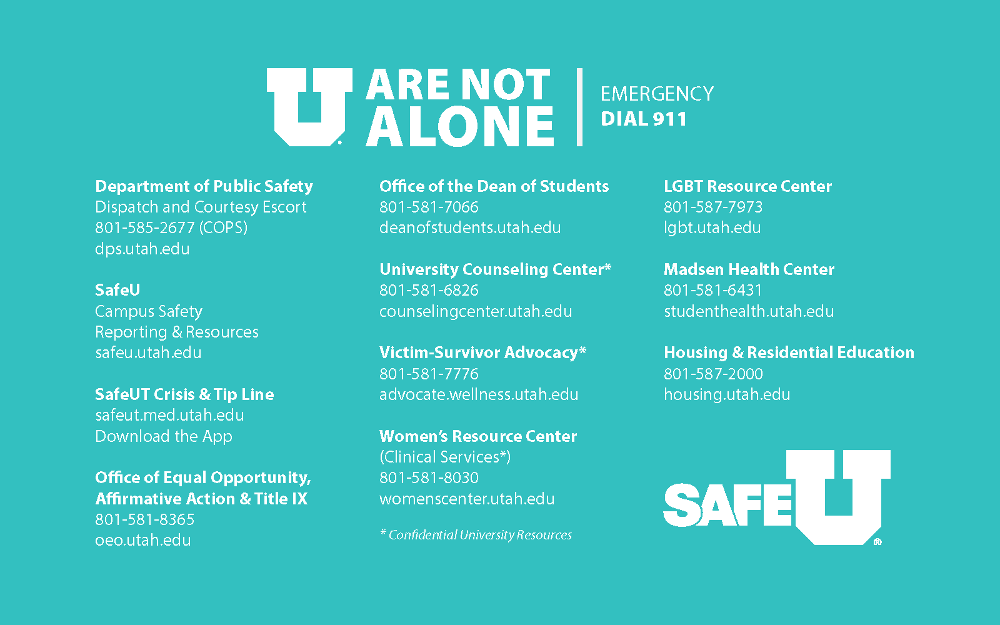 U ARE NOT
ALONE
EMERGENCY
DIAL 911
Department of Public Safety
Dispatch and Courtesy Escort
801-585-2677 (COPS)
dps.utah.edu
SafeU
Campus Safety
Reporting & Resources
safeu.utah.edu
SafeUT Crisis & Tip Line
safeut.med.utah.edu
Download the App
Office of Equal Opportunity,
Affirmative Action & Title IX
801-581-8365
oeo.utah.edu
Office of the Dean of Students
801-581-7066
deanofstudents.utah.edu
University Counseling Center*
801-581-6826
counselingcenter.utah.edu
Victim-Survivor Advocacy*
801-581-7776
advocate.wellness.utah.edu
Women's Resource Center
(Clinical Services*)
801-581-8030
womenscenter.utah.edu
* Confidential University Resources
LGBT Resource Center
801-587-7973
lgbt.utah.edu
Madsen Health Center
801-581-6431
studenthealth.utah.edu
Housing & Residential Education
801-587-2000
housing.utah.edu
SAFEU®